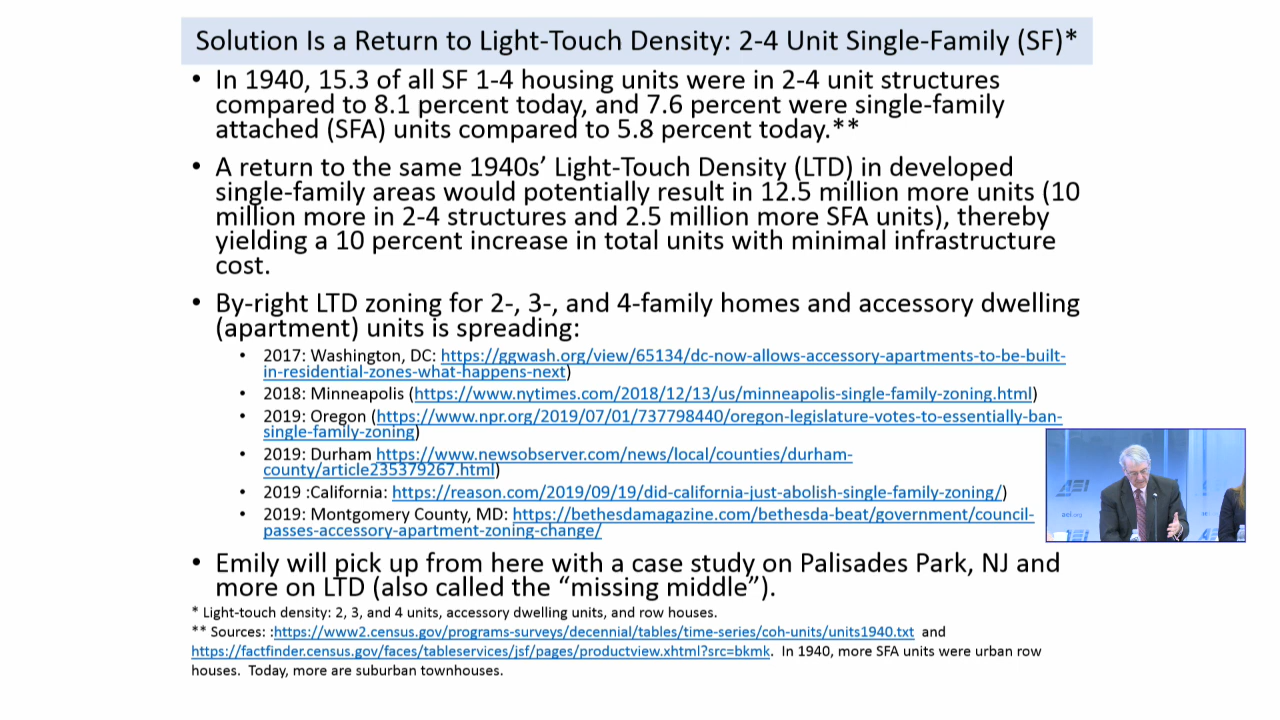 Solution Is a Return to Light-Touch Density: 2-4 Unit Single-Family (SF)*
• In 1940, 15.3 of all SF 1-4 housing units were in 2-4 unit structures
compared to 8.1 percent today, and 7.6 percent were single-family
attached (SFA) units compared to 5.8 percent today.**
• A return to the same 1940s’ Light-Touch Density (LTD) in developed
single-family areas would potentially result in 12.5 million more units (10
million more in 2-4 structures and 2.5 million more SFA units), thereby
yielding a 10 percent increase in total units with minimal infrastructure
cost.
• By-right LTD zoning for 2-, 3-, and 4-family homes and accessory dwelling
(apartment) units is spreading:
• 2017: Washington, DC: https://ggwash.org/view/65134/dc-now-allows-accessory-apartments-to-be-built-
in-residential-zones-what-happens-next)
• 2018: Minneapolis (https://www.nytimes.com/2018/12/13/us/minneapolis-single-family-zoning.html)
• 2019: Oregon (https://www.npr.org/2019/07/01/737798440/oregon-legislature-votes-to-essentially-ban-
single-family-zoning)
• 2019: Durham https://www.newsobserver.com/news/local/counties/durham-
county/article235379267.html)
• 2019 :California: https://reason.com/2019/09/19/did-california-just-abolish-single-family-zoning/)
• 2019: Montgomery County, MD: https://bethesdamagazine.com/bethesda-beat/government/council-
passes-accessory-apartment-zoning-change/
AEI
aei.org
AEI
• Emily will pick up from here with a case study on Palisades Park, NJ and
more on LTD (also called the “missing middle”).
* Light-touch density: 2, 3, and 4 units, accessory dwelling units, and row houses.
** Sources: :https://www2.census.gov/programs-surveys/decennial/tables/time-series/coh-units/units1940.txt and
https://factfinder.census.gov/faces/tableservices/jsf/pages/productview.xhtml?src=bkmk. In 1940, more SFA units were urban row
houses. Today, more are suburban townhouses.